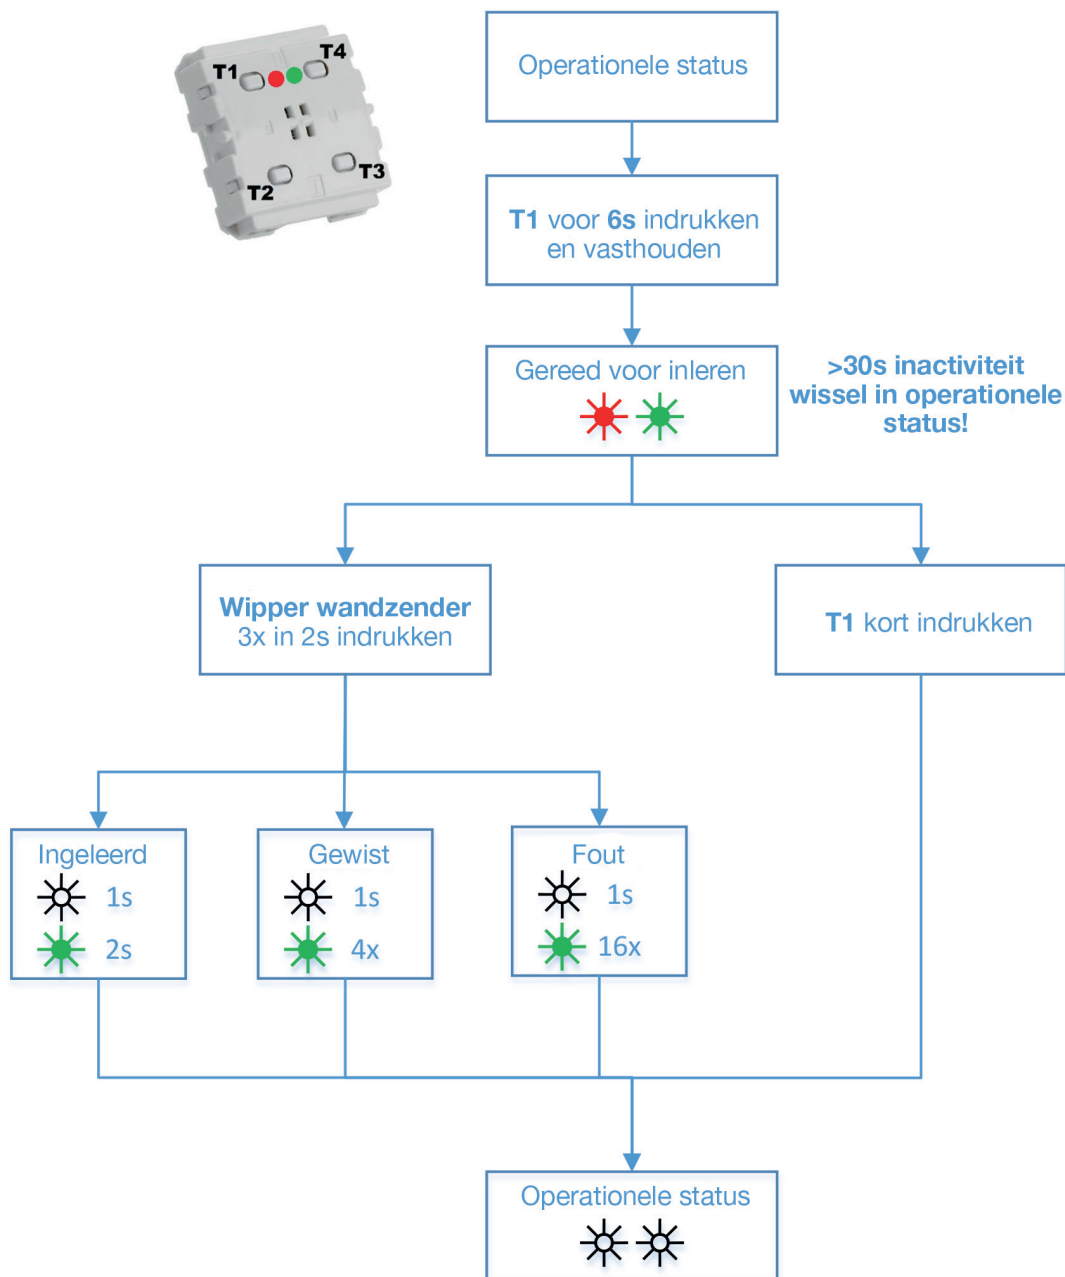 T1
T4
T2
T3
Operationele status
T1 voor 6s indrukken
en vasthouden
Gereed voor inleren
>30s inactiviteit
wissel in operationele
status!
Wipper wandzender
3x in 2s indrukken
T1 kort indrukken
Ingeleerd
1s
2s
Gewist
1s
4x
Fout
1s
16x
Operationele status